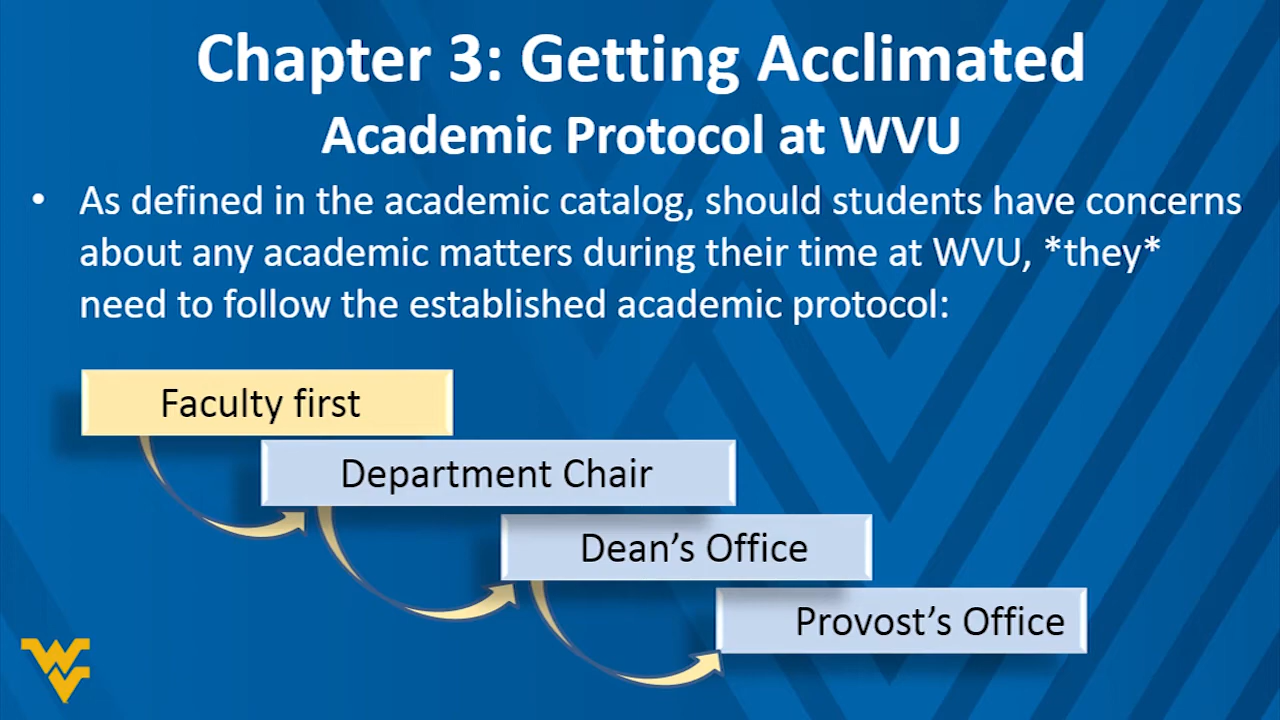 Chapter 3: Getting Acclimated
Academic Protocol at WVU
• As defined in the academic catalog, should students have concerns
about any academic matters during their time at WVU, *they*
need to follow the established academic protocol:
Faculty first
Department Chair
Dean’s Office
Provost’s Office
WV